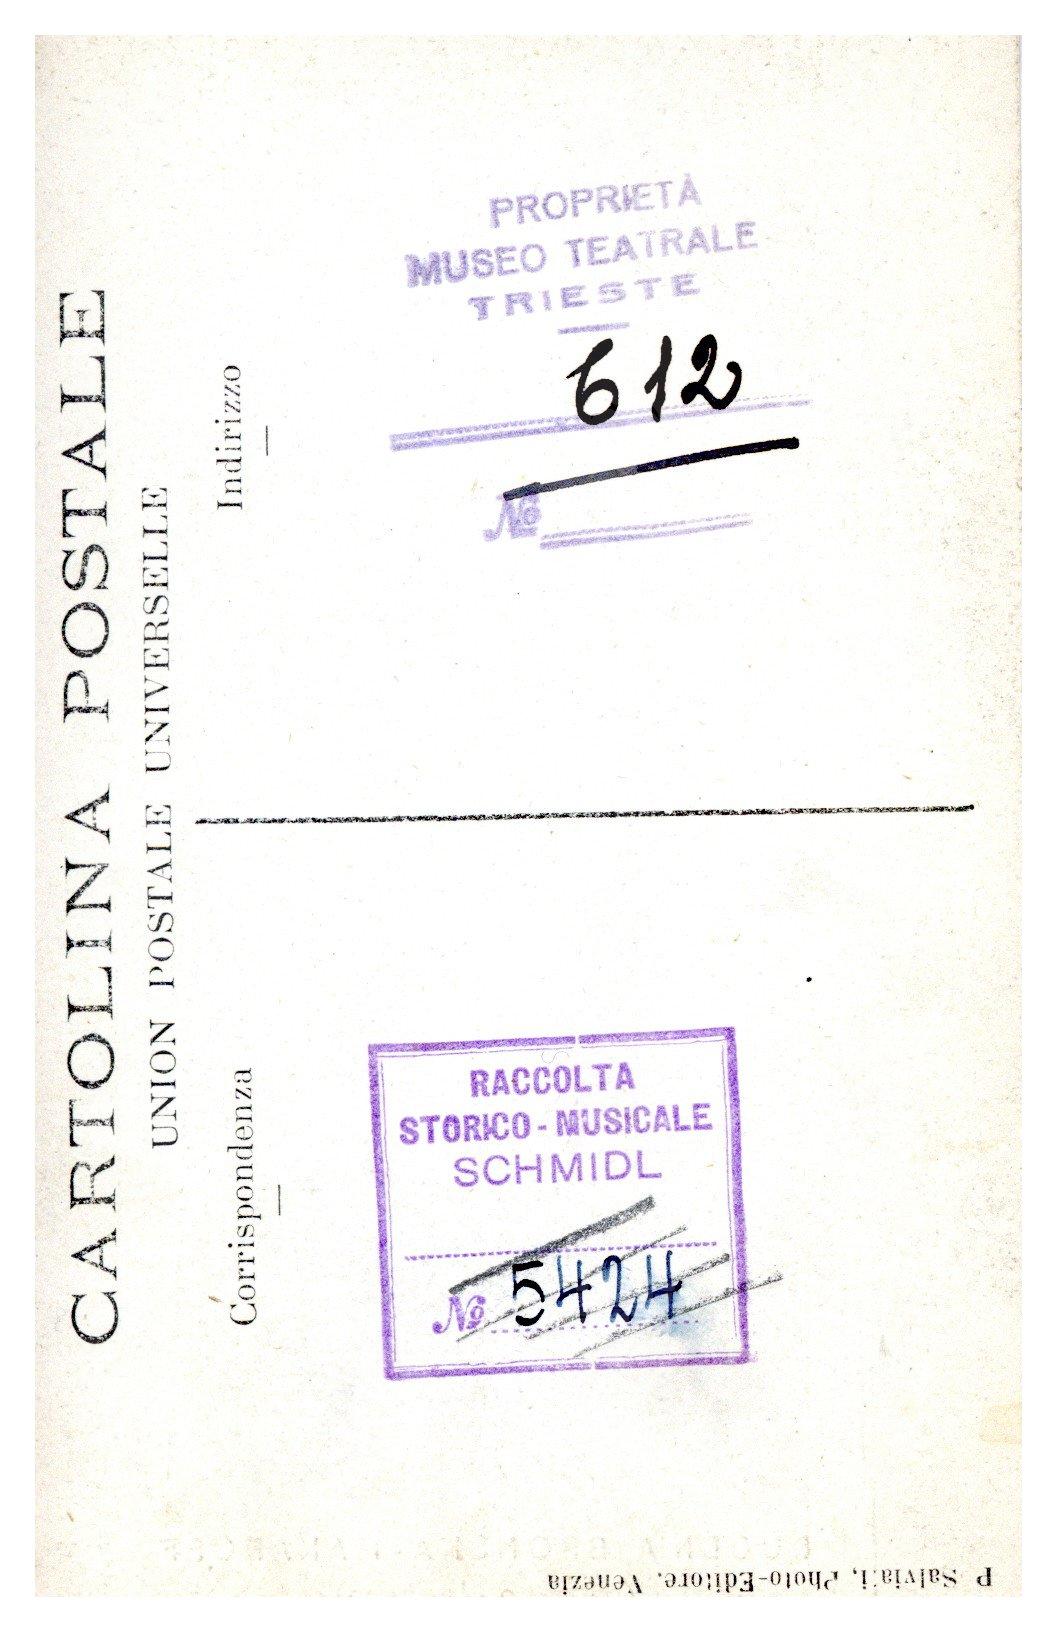 CARTOLINA POSTALE
UNION POSTALE UNIVERSELLE
Indirizzo
PROPRIETÀ
MUSEO TEATRALE
TRIESTE
612
No
Corrispondenza
RACCOLTA
STORICO-MUSICALE
SCHMIDL
No 5424
P. Salviati, Photo-Editore. Venezia